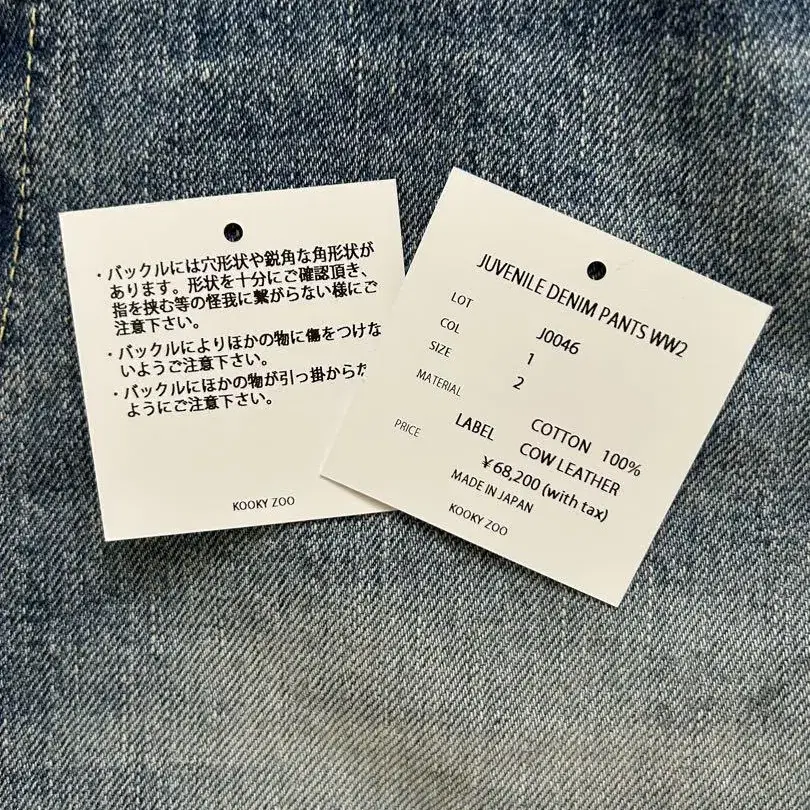 ・バックルには穴形状や鋭角な角形状が
あります。形状を十分にご確認頂き、
指を挟む等の怪我に繋がらない様にご
注意下さい。
・バックルによりほかの物に傷をつけな
いようご注意下さい。
・バックルにほかの物が引っ掛からな
ようにご注意下さい。
KOOKY ZOO
JUVENILE DENIM PANTS WW2
LOT J0046
COL 1
SIZE 2
MATERIAL COTTON 100%
LABEL COW LEATHER
PRICE ¥68,200 (with tax)
MADE IN JAPAN
KOOKY ZOO